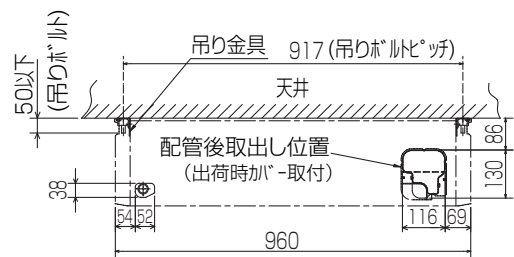 吊り金具
917 (吊りボルトピッチ)
50以下
(吊りボルト)
天井
86
配管後取出し位置
(出荷時カバー取付)
130
38
54
52
116
69
960